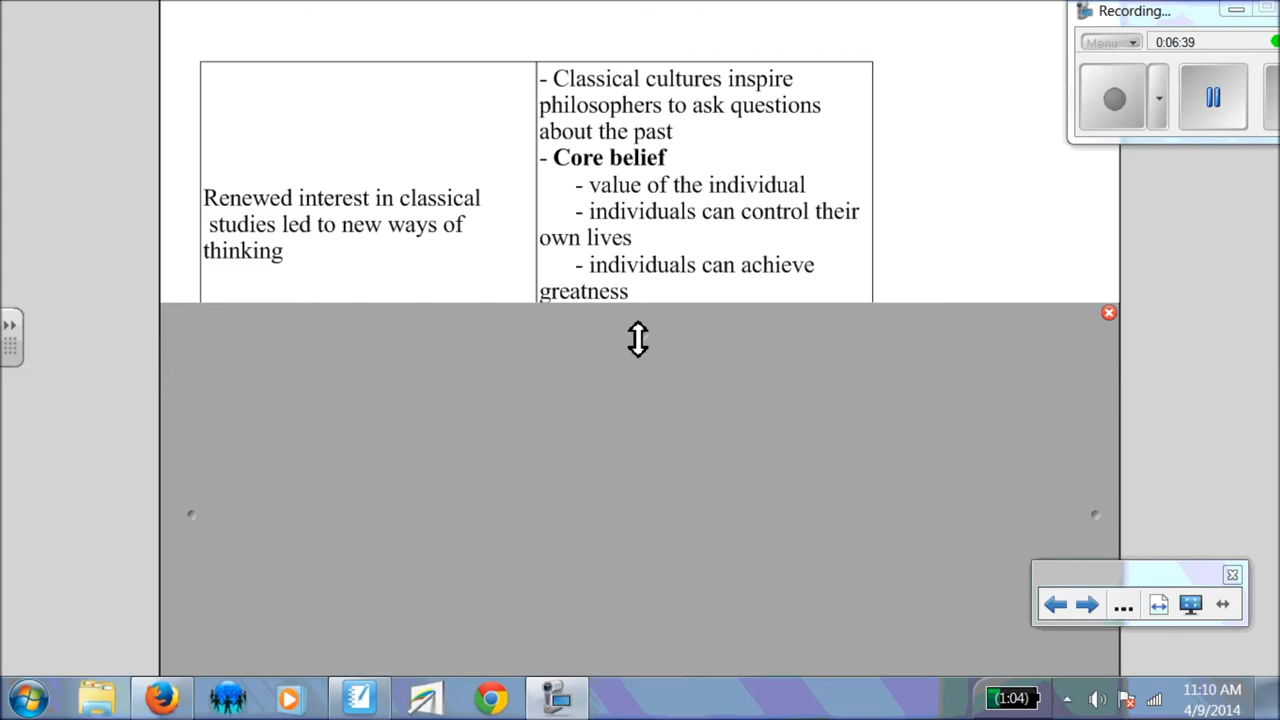 Recording...
Menu
0:06:39
- Classical cultures inspire
philosophers to ask questions
about the past
- Core belief
- value of the individual
- individuals can control their
own lives
- individuals can achieve
greatness
Renewed interest in classical
studies led to new ways of
thinking
...
(1:04)
11:10 AM
4/9/2014